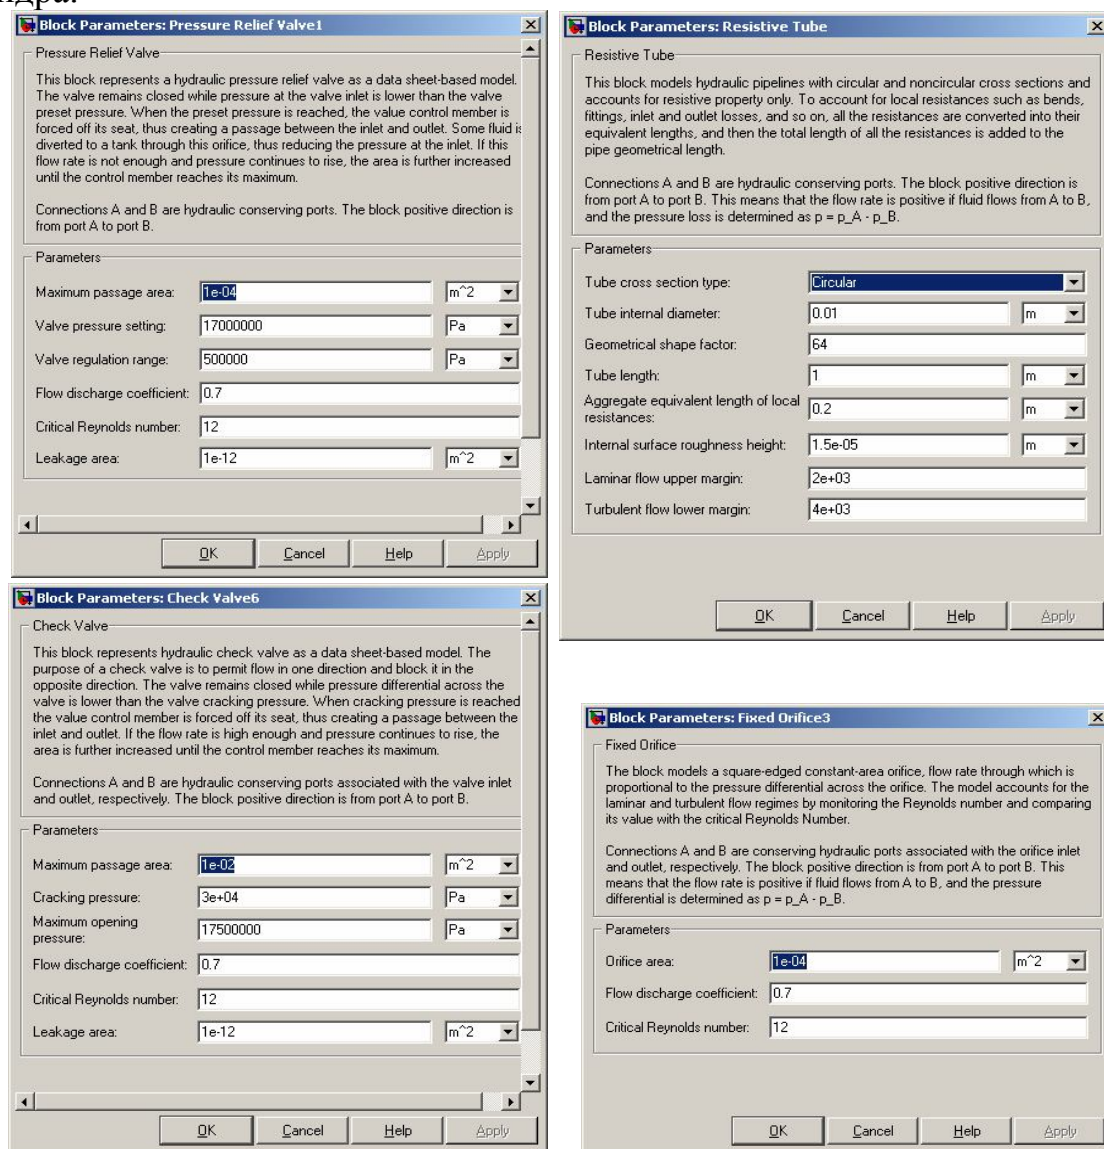 ндра.
Block Parameters: Pressure Relief Valve1
Pressure Relief Valve
This block represents a hydraulic pressure relief valve as a data sheet-based model.
The valve remains closed while pressure at the valve inlet is lower than the valve
preset pressure. When the preset pressure is reached, the value control member is
forced off its seat, thus creating a passage between the inlet and outlet. Some fluid is
diverted to a tank through this orifice, thus reducing the pressure at the inlet. If this
flow rate is not enough and pressure continues to rise, the area is further increased
until the control member reaches its maximum.
Connections A and B are hydraulic conserving ports. The block positive direction is
from port A to port B.
Parameters
Maximum passage area: 1e-04 m^2
Valve pressure setting: 17000000 Pa
Valve regulation range: 500000 Pa
Flow discharge coefficient: 0.7
Critical Reynolds number: 12
Leakage area: 1e-12 m^2
OK Cancel Help Apply
Block Parameters: Resistive Tube
Resistive Tube
This block models hydraulic pipelines with circular and noncircular cross sections and
accounts for resistive property only. To account for local resistances such as bends,
fittings, inlet and outlet losses, and so on, all the resistances are converted into their
equivalent lengths, and then the total length of all the resistances is added to the
pipe geometrical length.
Connections A and B are hydraulic conserving ports. The block positive direction is
from port A to port B. This means that the flow rate is positive if fluid flows from A to B,
and the pressure loss is determined as p = p_A - p_B.
Parameters
Tube cross section type: Circular
Tube internal diameter: 0.01 m
Geometrical shape factor: 64
Tube length: 1 m
Aggregate equivalent length of local
resistances: 0.2 m
Internal surface roughness height: 1.5e-05 m
Laminar flow upper margin: 2e+03
Turbulent flow lower margin: 4e+03
OK Cancel Help Apply
Block Parameters: Check Valve6
Check Valve
This block represents hydraulic check valve as a data sheet-based model. The
purpose of a check valve is to permit flow in one direction and block it in the
opposite direction. The valve remains closed while pressure differential across the
valve is lower than the valve cracking pressure. When cracking pressure is reached
the value control member is forced off its seat, thus creating a passage between the
inlet and outlet. If the flow rate is high enough and pressure continues to rise, the
area is further increased until the control member reaches its maximum.
Connections A and B are hydraulic conserving ports associated with the valve inlet
and outlet, respectively. The block positive direction is from port A to port B.
Parameters
Maximum passage area: 1e-02 m^2
Cracking pressure: 3e+04 Pa
Maximum opening
pressure: 17500000 Pa
Flow discharge coefficient: 0.7
Critical Reynolds number: 12
Leakage area: 1e-12 m^2
OK Cancel Help Apply
Block Parameters: Fixed Orifice3
Fixed Orifice
The block models a square-edged constant-area orifice, flow rate through which is
proportional to the pressure differential across the orifice. The model accounts for the
laminar and turbulent flow regimes by monitoring the Reynolds number and comparing
its value with the critical Reynolds Number.
Connections A and B are conserving hydraulic ports associated with the orifice inlet
and outlet, respectively. The block positive direction is from port A to port B. This
means that the flow rate is positive if fluid flows from A to B, and the pressure
differential is determined as p = p_A - p_B.
Parameters
Orifice area: 1e-04 m^2
Flow discharge coefficient: 0.7
Critical Reynolds number: 12
OK Cancel Help Apply